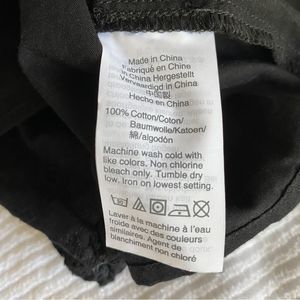 Made in China
Fabriqué en Chine
In China Hergestellt
Vervaardigd in China
中国製
Hecho en China
100% Cotton/Coton/
Baumwolle/Katoen/
綿/algodón
Machine wash cold with
like colors. Non chlorine
bleach only. Tumble dry
low. Iron on lowest setting.
Laver à la machine à l'eau
froide avec des couleurs
similaires. Agent de
blanchiment non chloré